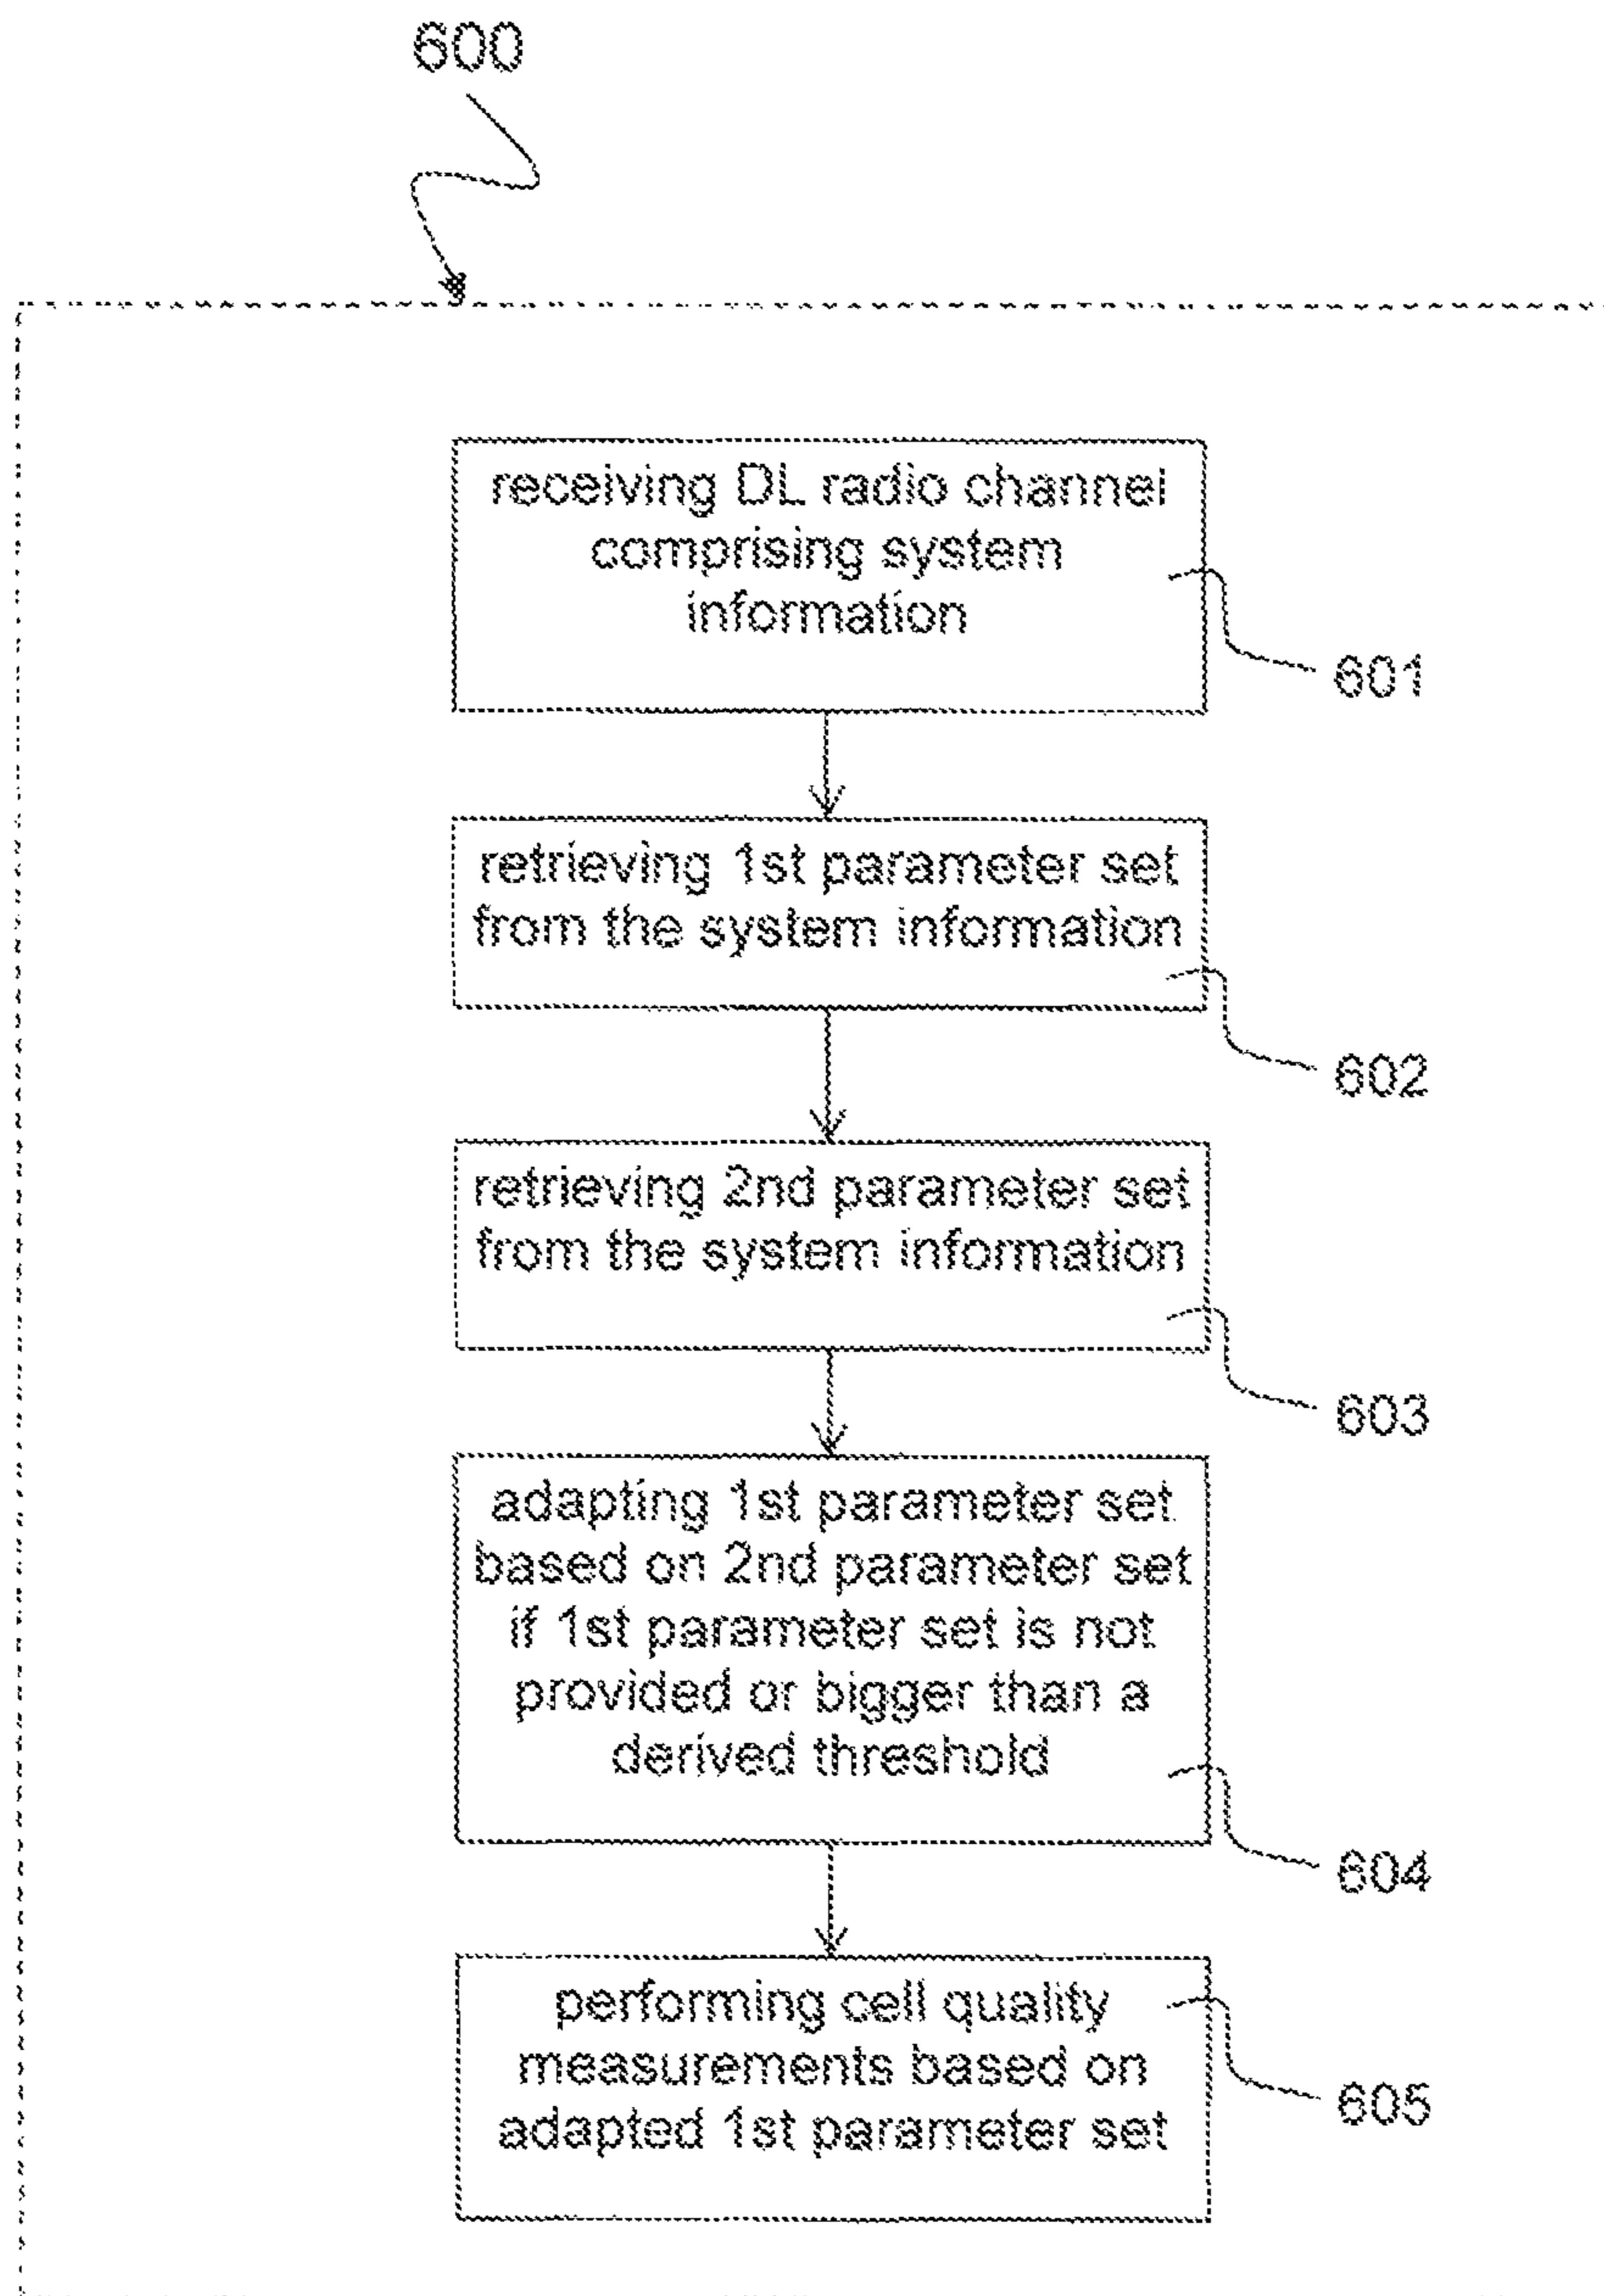 600
receiving DL radio channel
comprising system
information
601
retrieving 1st parameter set
from the system information
602
retrieving 2nd parameter set
from the system information
603
adapting 1st parameter set
based on 2nd parameter set
if 1st parameter set is not
provided or bigger than a
derived threshold
604
performing cell quality
measurements based on
adapted 1st parameter set
605